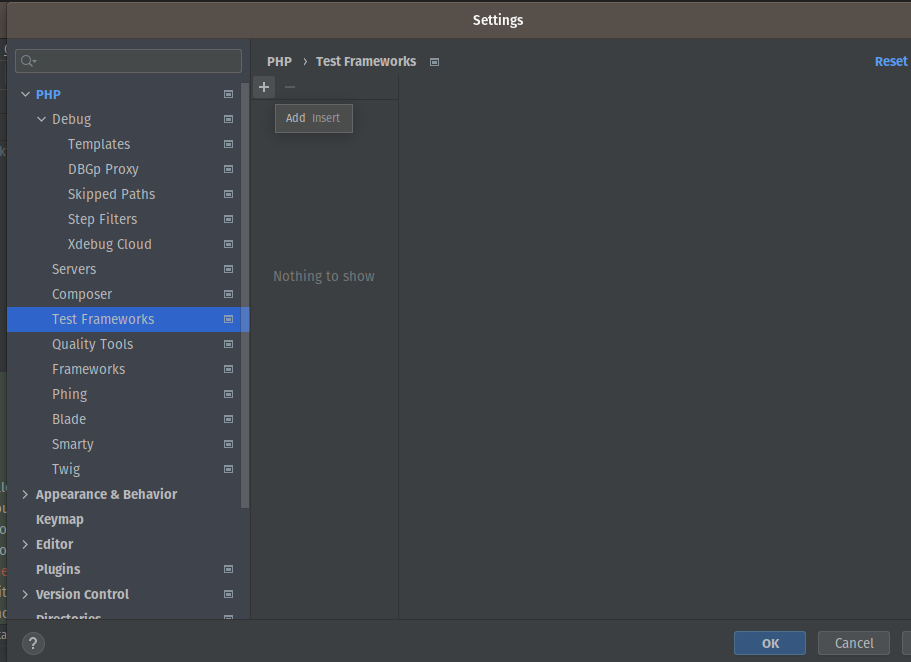 Settings
PHP › Test Frameworks
Reset
PHP
Debug
Templates
DBGp Proxy
Skipped Paths
Step Filters
Xdebug Cloud
Servers
Composer
Test Frameworks
Quality Tools
Frameworks
Phing
Blade
Smarty
Twig
Appearance & Behavior
Keymap
Editor
Plugins
Version Control
Directories
+ −
Add Insert
Nothing to show
?
OK
Cancel